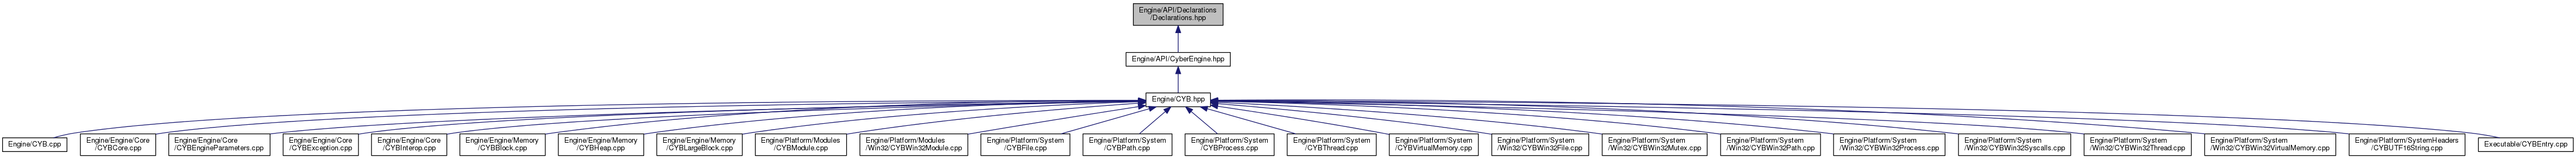 Engine/API/Declarations
/Declarations.hpp
Engine/API/CyberEngine.hpp
Engine/CYB.hpp
Engine/CYB.cpp
Engine/Engine/Core
/CYBCore.cpp
Engine/Engine/Core
/CYBEngineParameters.cpp
Engine/Engine/Core
/CYBException.cpp
Engine/Engine/Core
/CYBInterop.cpp
Engine/Engine/Memory
/CYBBlock.cpp
Engine/Engine/Memory
/CYBHeap.cpp
Engine/Engine/Memory
/CYBLargeBlock.cpp
Engine/Platform/Modules
/CYBModule.cpp
Engine/Platform/Modules
/Win32/CYBWin32Module.cpp
Engine/Platform/System
/CYBFile.cpp
Engine/Platform/System
/CYBPath.cpp
Engine/Platform/System
/CYBProcess.cpp
Engine/Platform/System
/CYBThread.cpp
Engine/Platform/System
/CYBVirtualMemory.cpp
Engine/Platform/System
/Win32/CYBWin32File.cpp
Engine/Platform/System
/Win32/CYBWin32Mutex.cpp
Engine/Platform/System
/Win32/CYBWin32Path.cpp
Engine/Platform/System
/Win32/CYBWin32Process.cpp
Engine/Platform/System
/Win32/CYBWin32Syscalls.cpp
Engine/Platform/System
/Win32/CYBWin32Thread.cpp
Engine/Platform/System
/Win32/CYBWin32VirtualMemory.cpp
Engine/Platform/SystemHeaders
/CYBUTF16String.cpp
Executable/CYBEntry.cpp